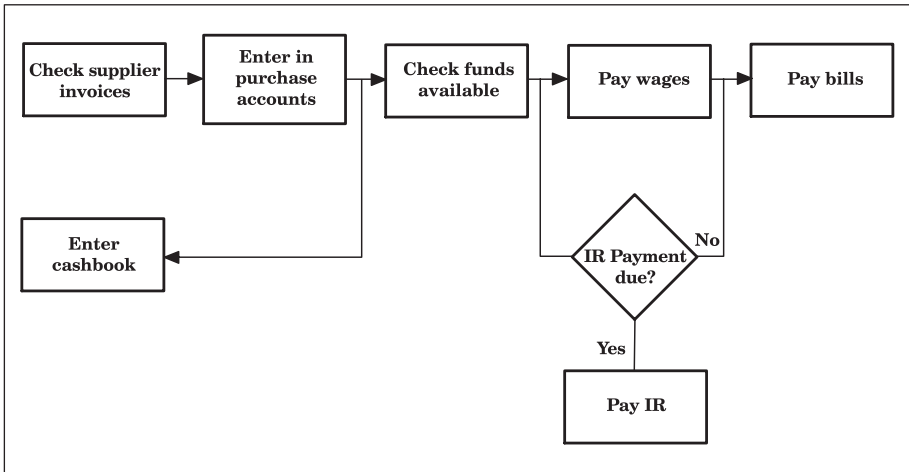 Check supplier
invoices
Enter in
purchase
accounts
Check funds
available
Pay wages
Pay bills
Enter
cashbook
No
IR Payment
due?
Yes
Pay IR